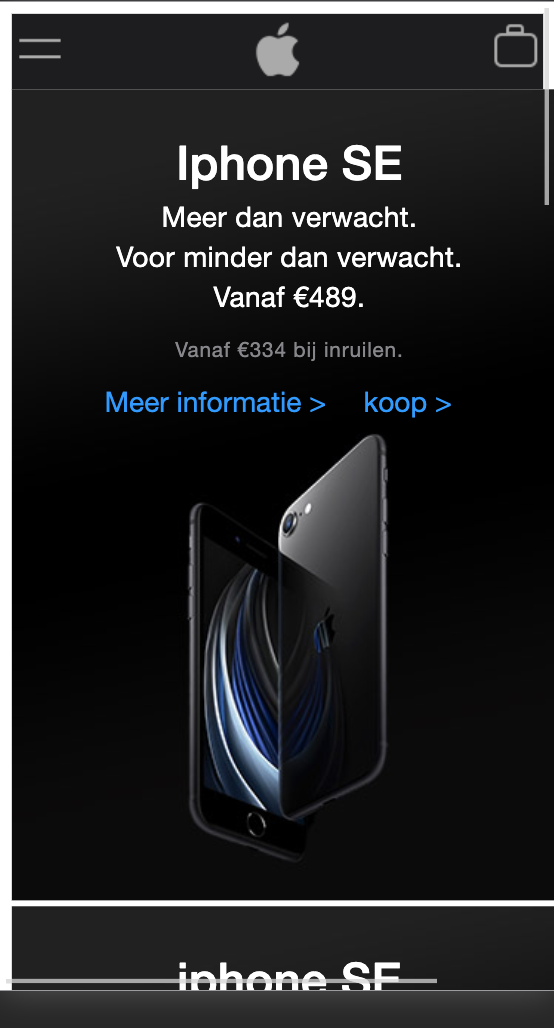 Iphone SE
Meer dan verwacht.
Voor minder dan verwacht.
Vanaf €489.
Vanaf €334 bij inruilen.
Meer informatie > koop >
iphone SE